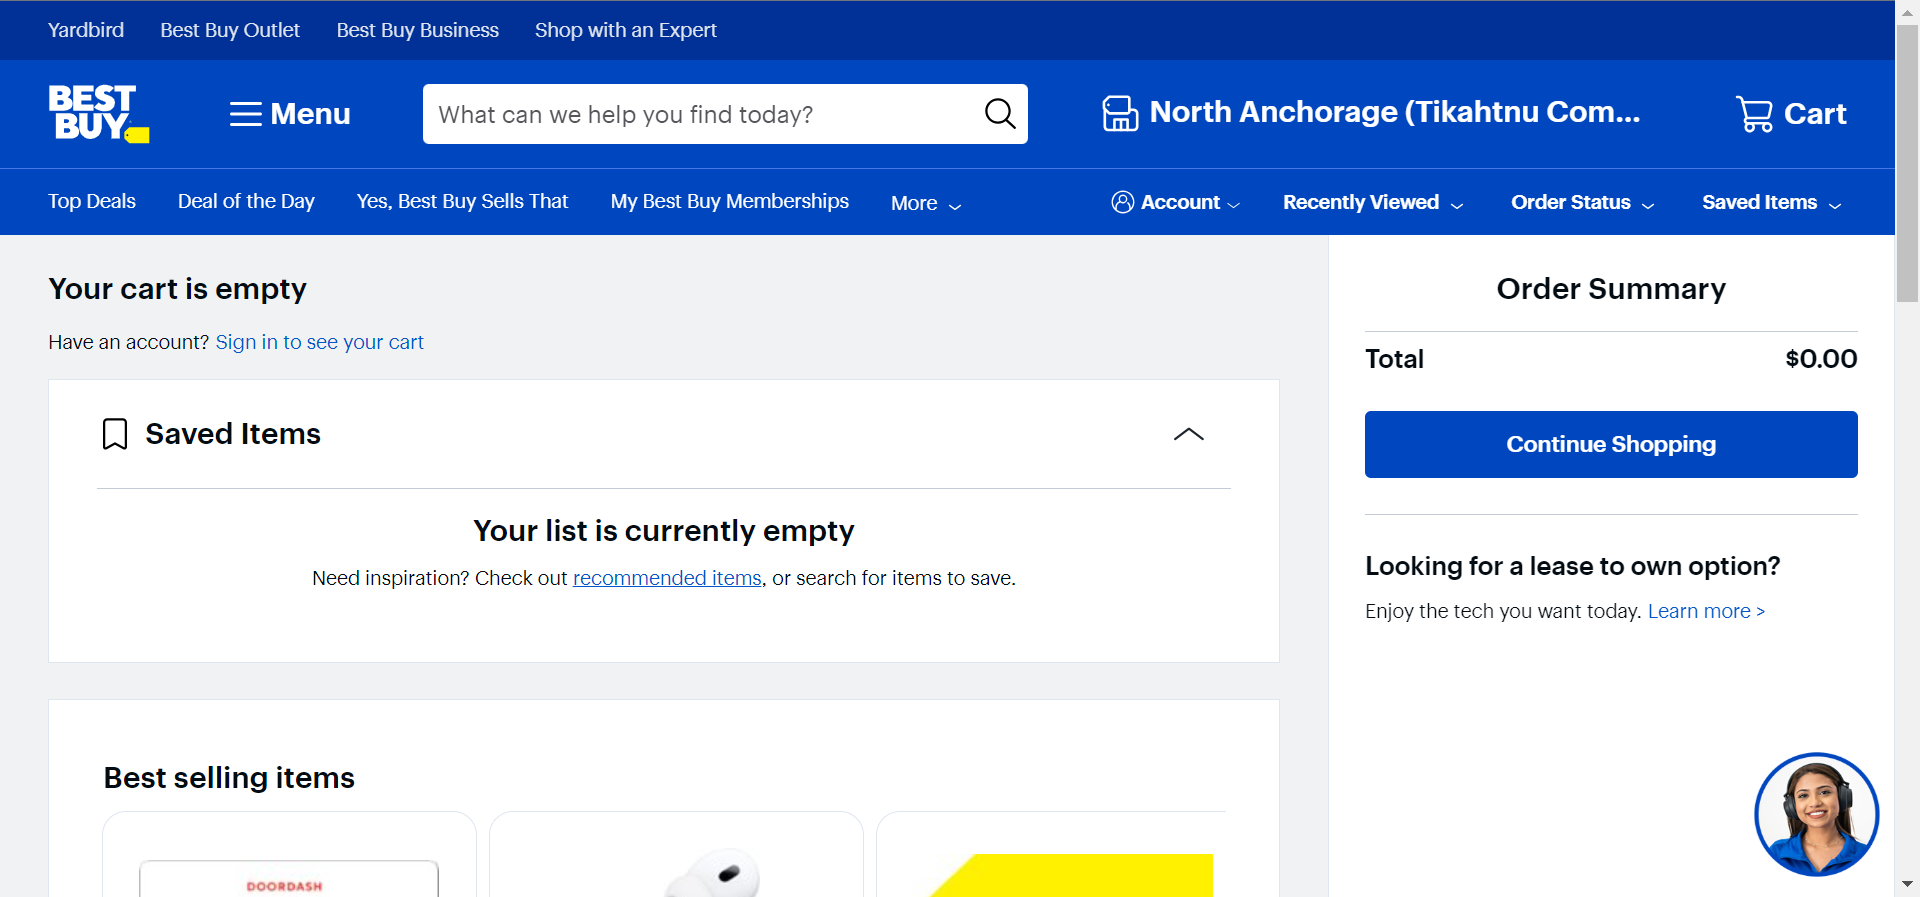 Yardbird Best Buy Outlet Best Buy Business Shop with an Expert
BEST
BUY
Menu
What can we help you find today?
North Anchorage (Tikahtnu Com...
Cart
Top Deals Deal of the Day Yes, Best Buy Sells That My Best Buy Memberships More
Account Recently Viewed Order Status Saved Items
Your cart is empty
Have an account? Sign in to see your cart
Saved Items
Your list is currently empty
Need inspiration? Check out recommended items, or search for items to save.
Best selling items
DOORDASH
Order Summary
Total $0.00
Continue Shopping
Looking for a lease to own option?
Enjoy the tech you want today. Learn more >